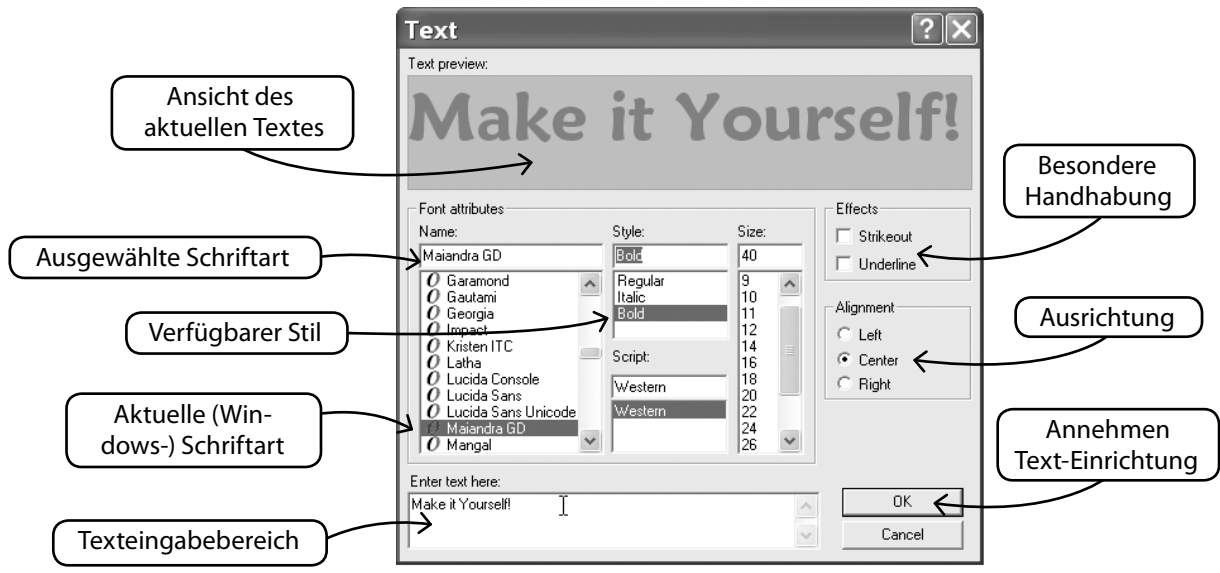 Text
Text preview:
Make it Yourself!
Ansicht des
aktuellen Textes
Besondere
Handhabung
Font attributes
Name:
Style:
Size:
Maiandra GD
Bold
40
Garamond
Gautami
Georgia
Impact
Kristen ITC
Latha
Lucida Console
Lucida Sans
Lucida Sans Unicode
Maiandra GD
Mangal
Regular
Italic
Bold
Script:
Western
Western
9
10
11
12
14
16
18
20
22
24
26
Effects
Strikeout
Underline
Alignment
Left
Center
Right
Ausgewählte Schriftart
Verfügbarer Stil
Ausrichtung
Aktuelle (Win-
dows-) Schriftart
Annehmen
Text-Einrichtung
Enter text here:
Make it Yourself!
OK
Cancel
Texteingabebereich